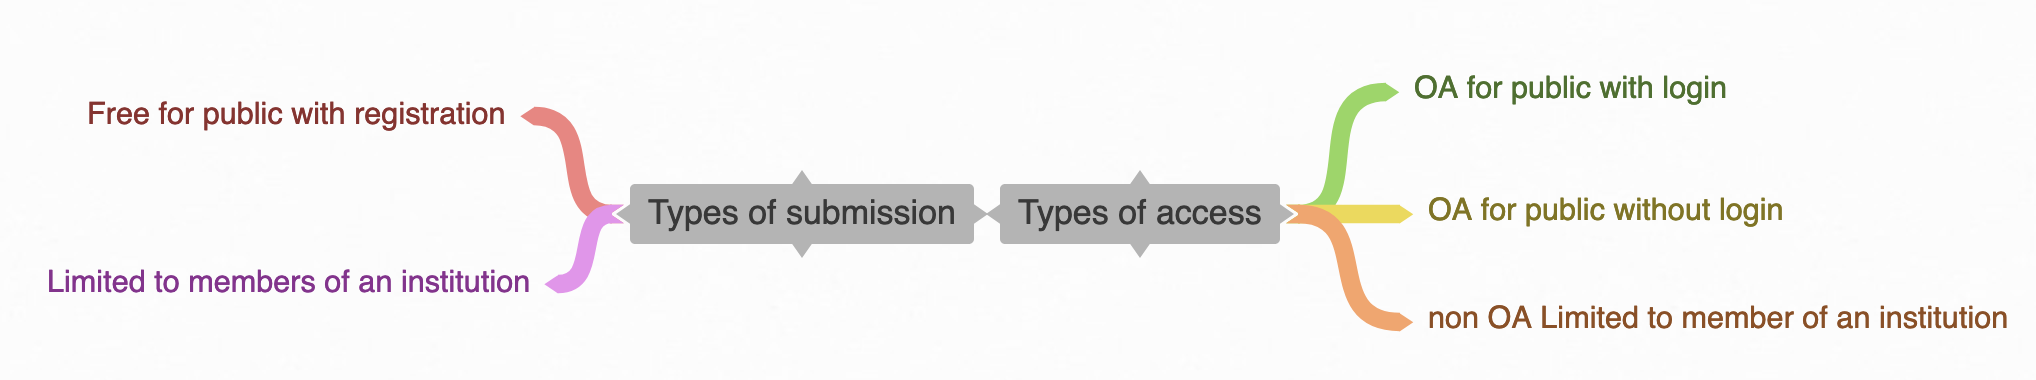 Free for public with registration
Limited to members of an institution
Types of submission
Types of access
OA for public with login
OA for public without login
non OA Limited to member of an institution